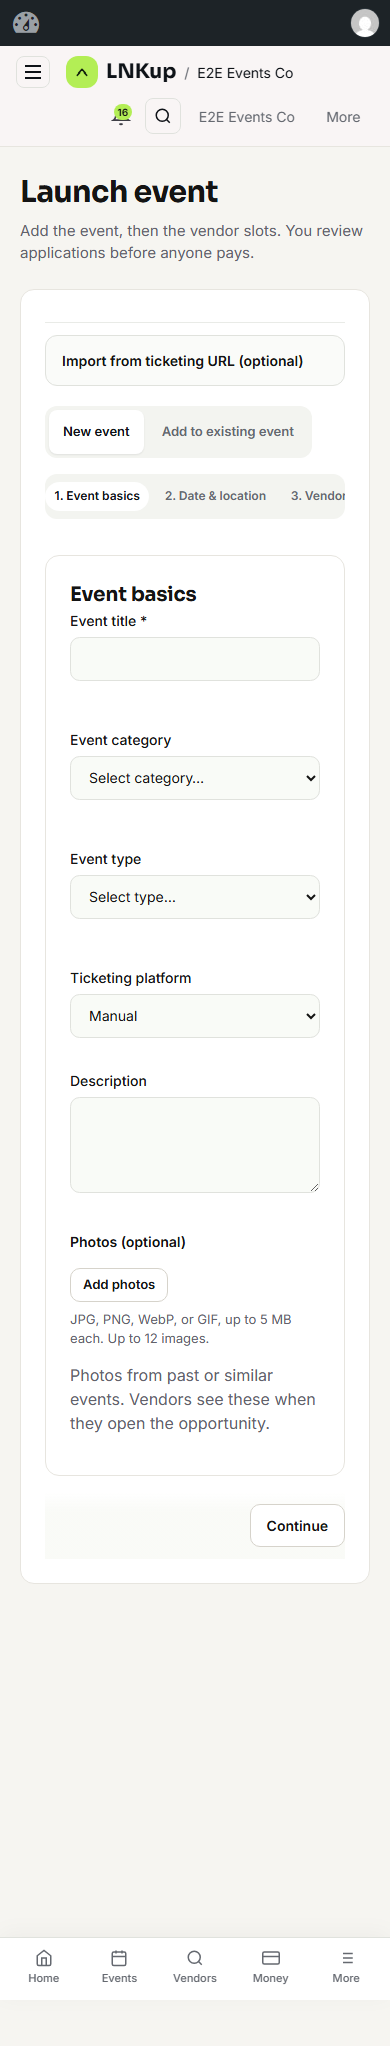 LNKup / E2E Events Co
16
E2E Events Co
More
Launch event
Add the event, then the vendor slots. You review
applications before anyone pays.
Import from ticketing URL (optional)
New event
Add to existing event
1. Event basics
2. Date & location
3. Vendor
Event basics
Event title *
Event category
Select category...
Event type
Select type...
Ticketing platform
Manual
Description
Photos (optional)
Add photos
JPG, PNG, WebP, or GIF, up to 5 MB
each. Up to 12 images.
Photos from past or similar
events. Vendors see these when
they open the opportunity.
Continue
Home
Events
Vendors
Money
More